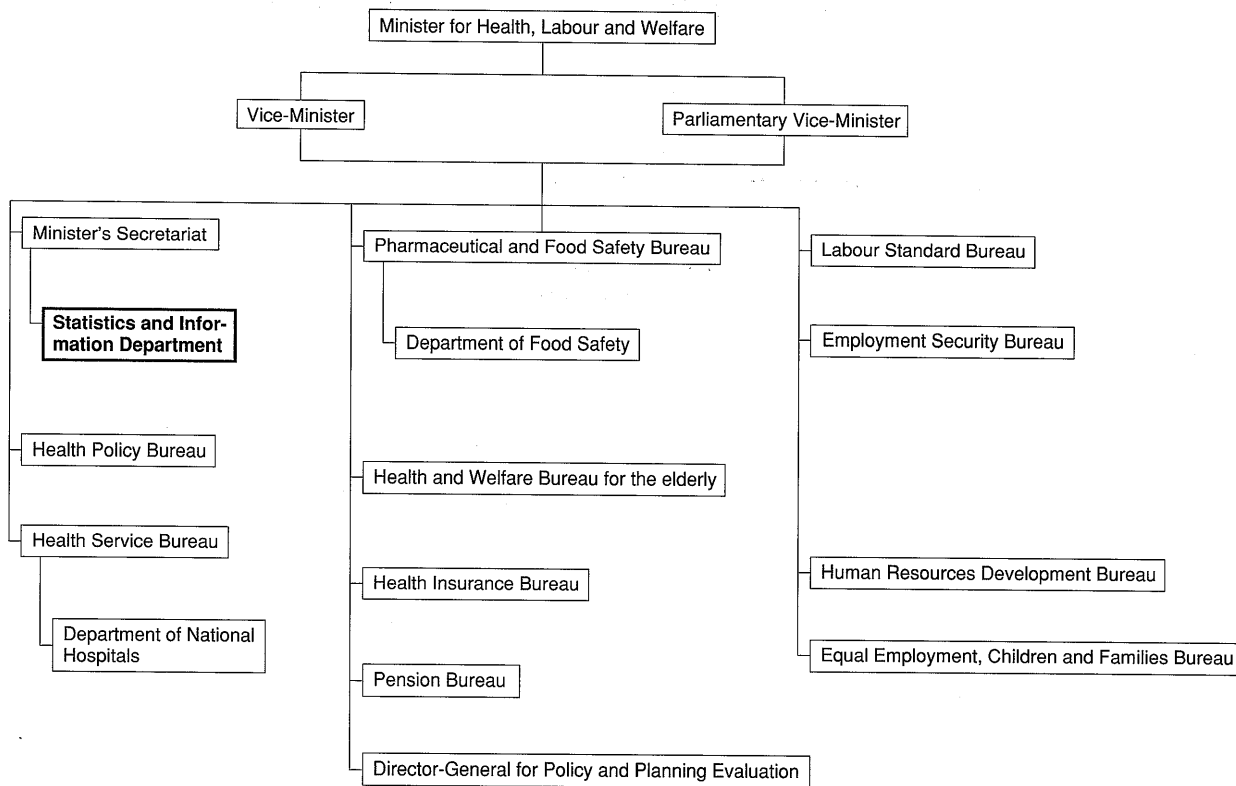 Minister for Health, Labour and Welfare
Vice-Minister
Parliamentary Vice-Minister
Minister's Secretariat
Statistics and Infor-
mation Department
Health Policy Bureau
Health Service Bureau
Department of National
Hospitals
Pharmaceutical and Food Safety Bureau
Department of Food Safety
Health and Welfare Bureau for the elderly
Health Insurance Bureau
Pension Bureau
Director-General for Policy and Planning Evaluation
Labour Standard Bureau
Employment Security Bureau
Human Resources Development Bureau
Equal Employment, Children and Families Bureau